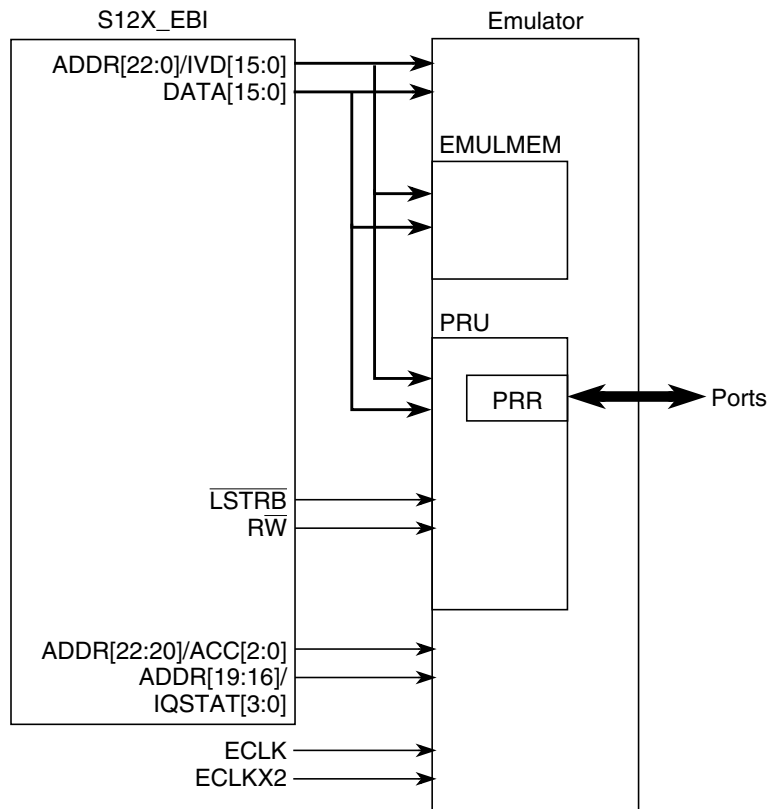 S12X_EBI
Emulator
ADDR[22:0]/IVD[15:0]
DATA[15:0]
EMULMEM
PRU
PRR
Ports
LSTRB
RW
ADDR[22:20]/ACC[2:0]
ADDR[19:16]/
IQSTAT[3:0]
ECLK
ECLKX2